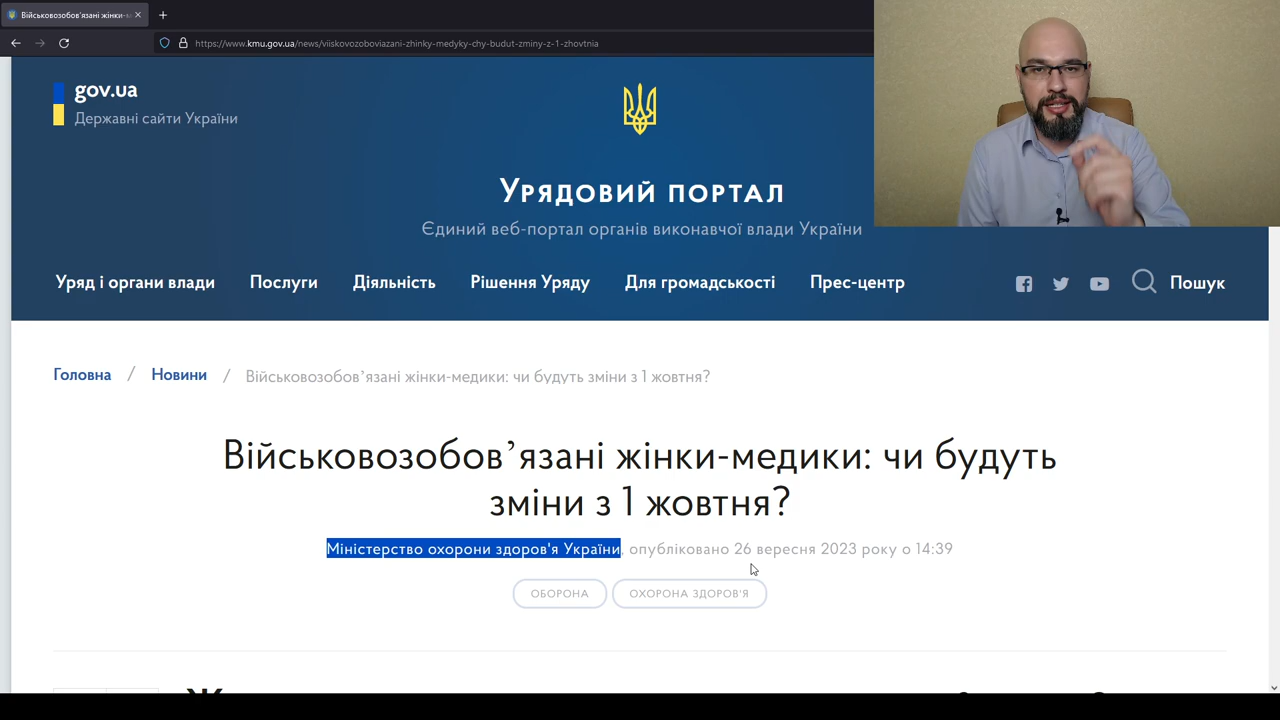 Військовозобов'язані жінки-м
https://www.kmu.gov.ua/news/viiskovozoboviazani-zhinky-medyky-chy-budut-zminy-z-1-zhovtnia
gov.ua
Державні сайти України
Урядовий портал
Єдиний веб-портал органів виконавчої влади України
Уряд і органи влади Послуги Діяльність Рішення Уряду Для громадськості Прес-центр Пошук
Головна / Новини / Військовозобов’язані жінки-медики: чи будуть зміни з 1 жовтня?
Військовозобов’язані жінки-медики: чи будуть
зміни з 1 жовтня?
Міністерство охорони здоров'я України, опубліковано 26 вересня 2023 року о 14:39
ОБОРОНА ОХОРОНА ЗДОРОВ'Я